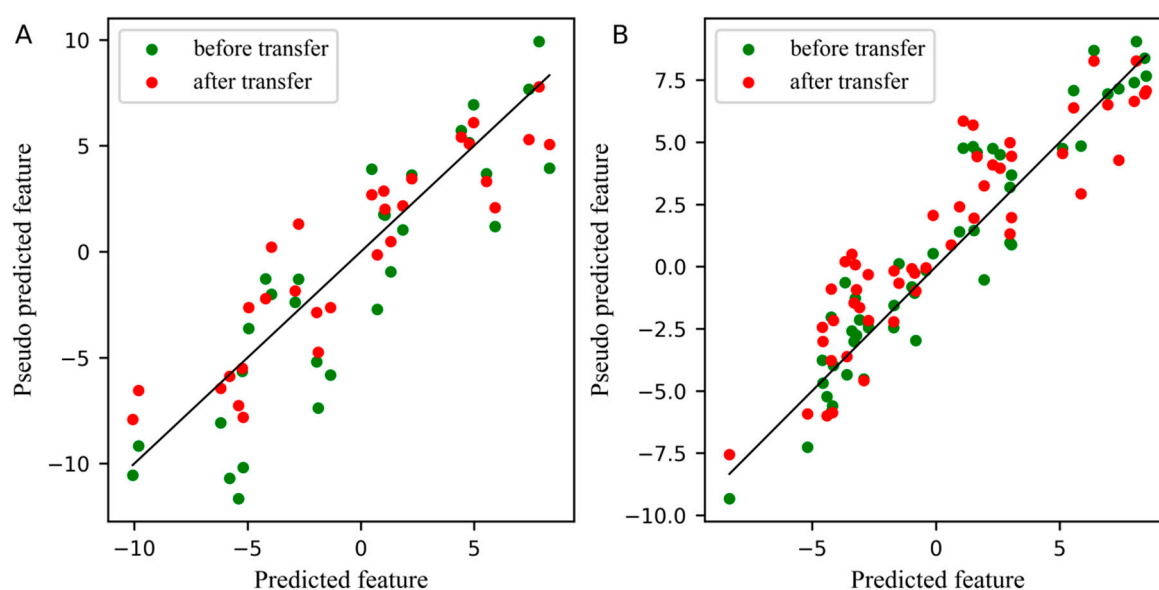 A
before transfer
after transfer
10
5
0
−5
−10
−10
−5
0
5
Pseudo predicted feature
Predicted feature
B
before transfer
after transfer
7.5
5.0
2.5
0.0
−2.5
−5.0
−7.5
−10.0
−5
0
5
Pseudo predicted feature
Predicted feature